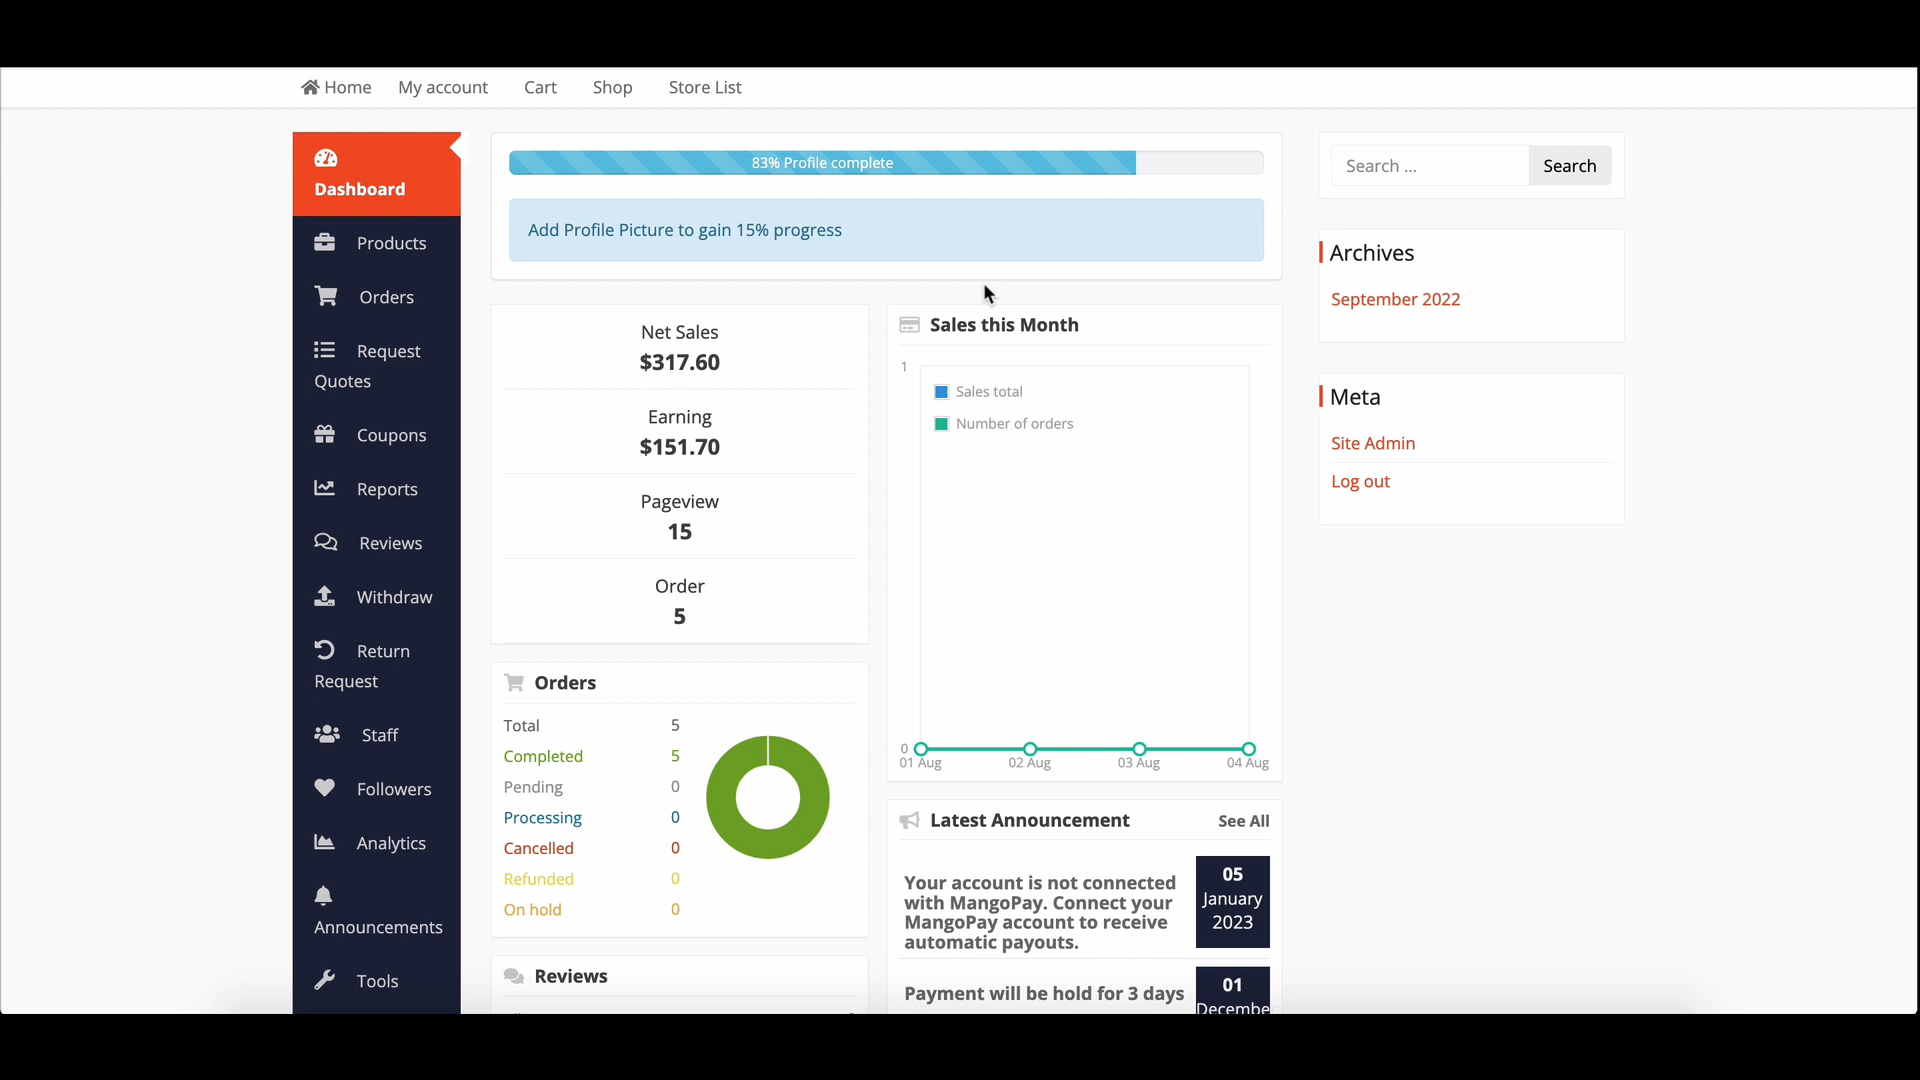 Home
My account
Cart
Shop
Store List
Dashboard
Products
Orders
Request
Quotes
Coupons
Reports
Reviews
Withdraw
Return
Request
Staff
Followers
Analytics
Announcements
Tools
83% Profile complete
Add Profile Picture to gain 15% progress
Net Sales
$317.60
Earning
$151.70
Pageview
15
Order
5
Orders
Total 5
Completed 5
Pending 0
Processing 0
Cancelled 0
Refunded 0
On hold 0
Reviews
Sales this Month
1
Sales total
Number of orders
0
01 Aug
02 Aug
03 Aug
04 Aug
Latest Announcement
See All
Your account is not connected
with MangoPay. Connect your
MangoPay account to receive
automatic payouts.
05
January
2023
Payment will be hold for 3 days
01
Decembe
Search ...
Search
Archives
September 2022
Meta
Site Admin
Log out